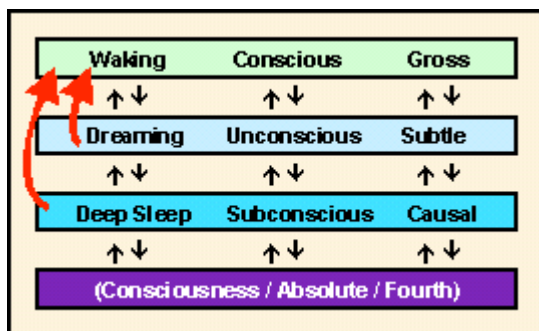 Waking Conscious Gross
Dreaming Unconscious Subtle
Deep Sleep Subconscious Causal
(Consciousness / Absolute / Fourth)